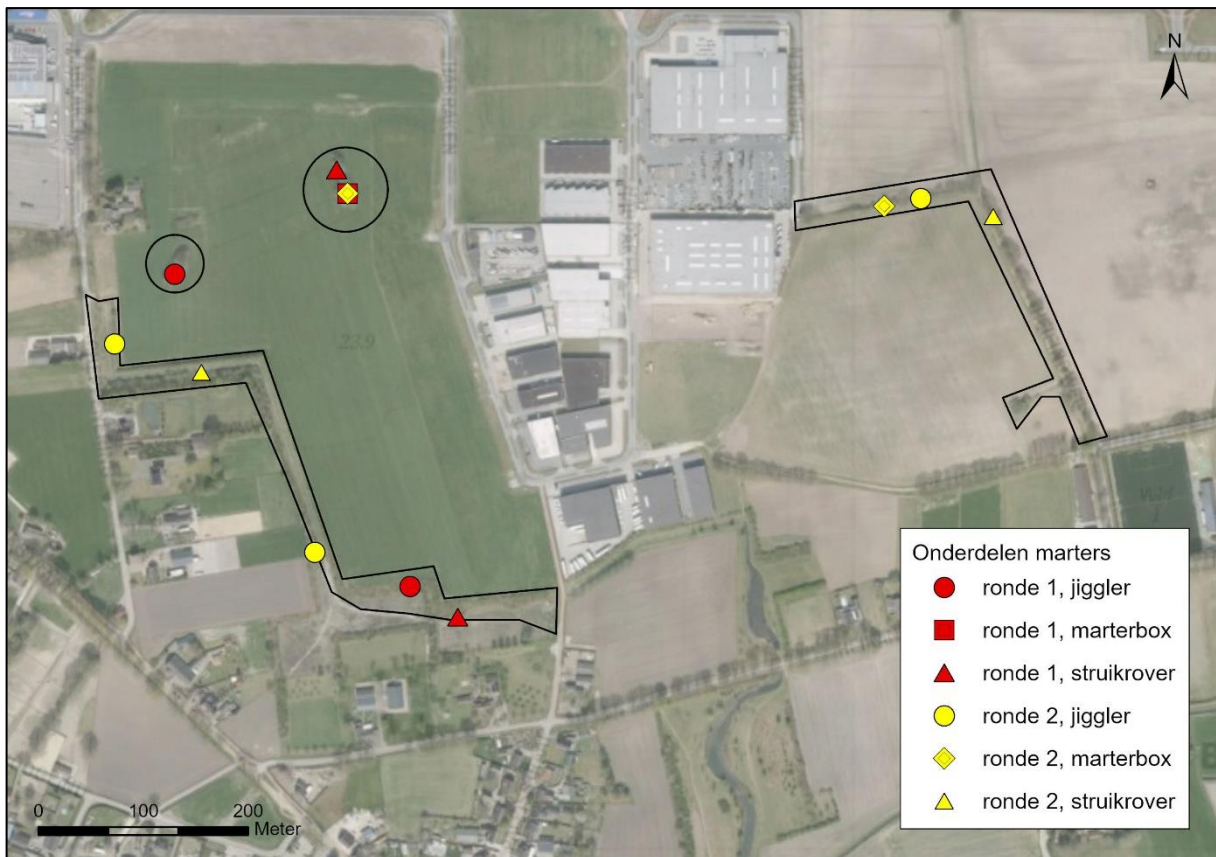 N
23.9
Onderdelen marters
ronde 1, jiggler
ronde 1, marterbox
ronde 1, struikrover
ronde 2, jiggler
ronde 2, marterbox
ronde 2, struikrover
0 100 200
Meter